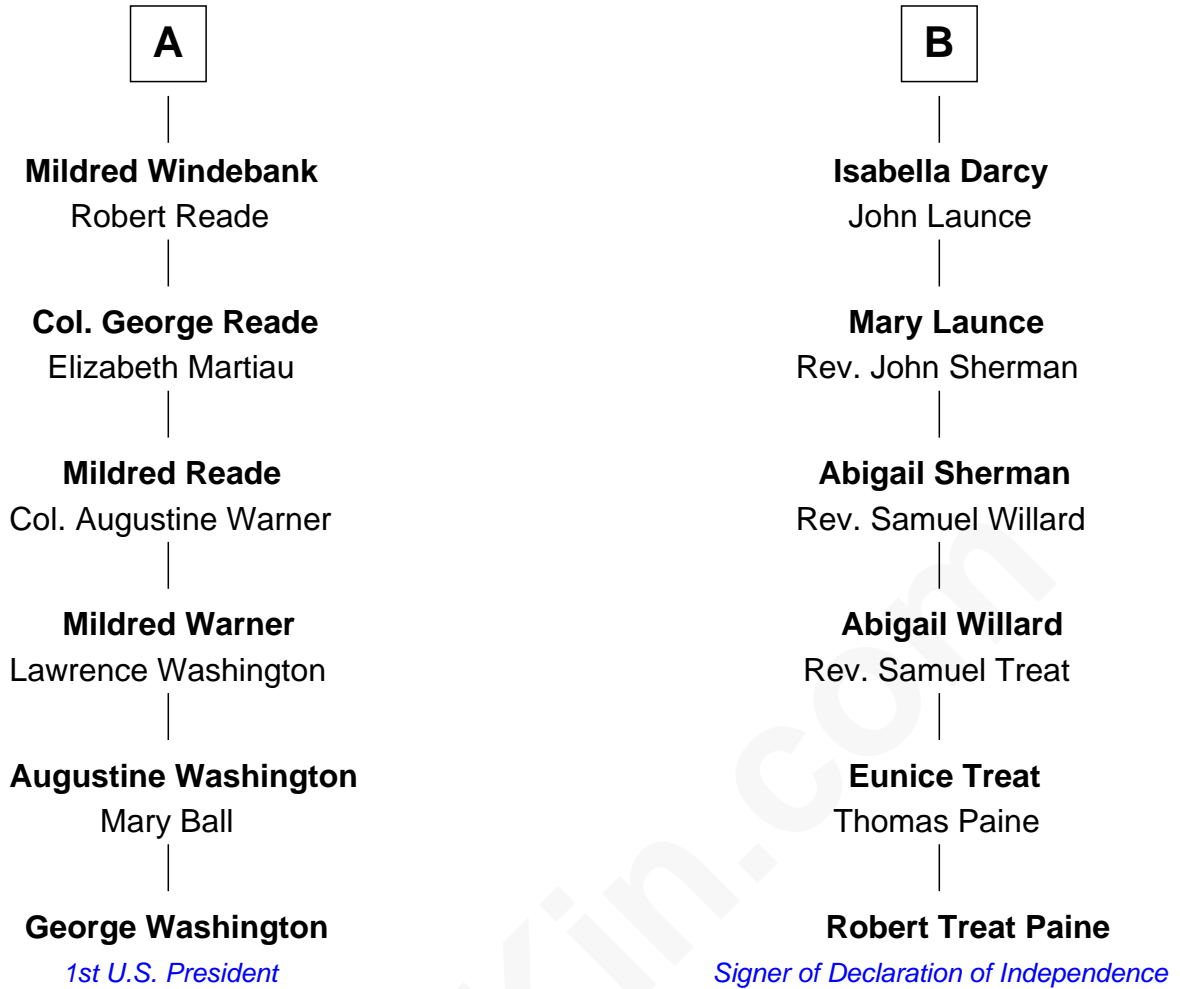 A
Mildred Windebank
Robert Reade
Col. George Reade
Elizabeth Martiau
Mildred Reade
Col. Augustine Warner
Mildred Warner
Lawrence Washington
Augustine Washington
Mary Ball
George Washington
1st U.S. President
B
Isabella Darcy
John Launce
Mary Launce
Rev. John Sherman
Abigail Sherman
Rev. Samuel Willard
Abigail Willard
Rev. Samuel Treat
Eunice Treat
Thomas Paine
Robert Treat Paine
Signer of Declaration of Independence
in.com